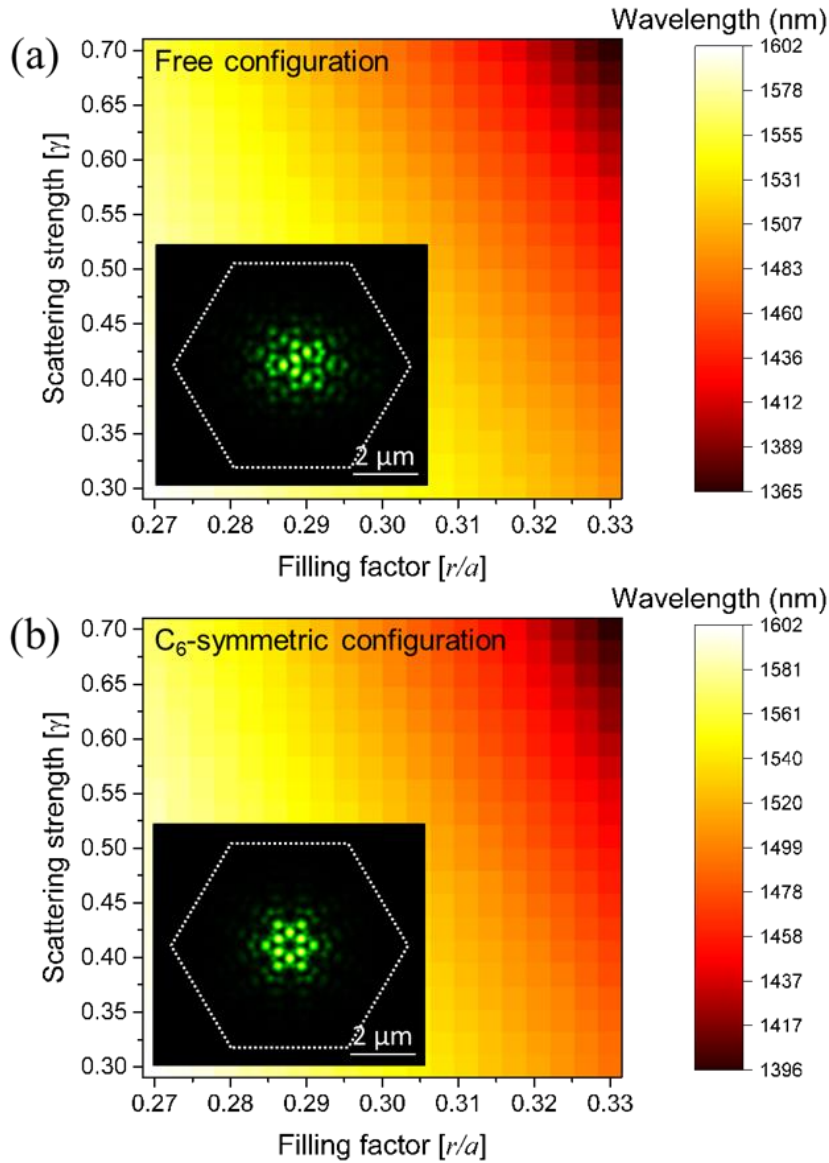 Wavelength (nm)
(a)
Free configuration
0.70
0.65
0.60
0.55
0.50
0.45
0.40
0.35
0.30
Scattering strength [γ]
2 μm
0.27 0.28 0.29 0.30 0.31 0.32 0.33
Filling factor [r/a]
1602
1578
1555
1531
1507
1483
1460
1436
1412
1389
1365
Wavelength (nm)
(b)
C₆-symmetric configuration
0.70
0.65
0.60
0.55
0.50
0.45
0.40
0.35
0.30
Scattering strength [γ]
2 μm
0.27 0.28 0.29 0.30 0.31 0.32 0.33
Filling factor [r/a]
1602
1581
1561
1540
1520
1499
1478
1458
1437
1417
1396